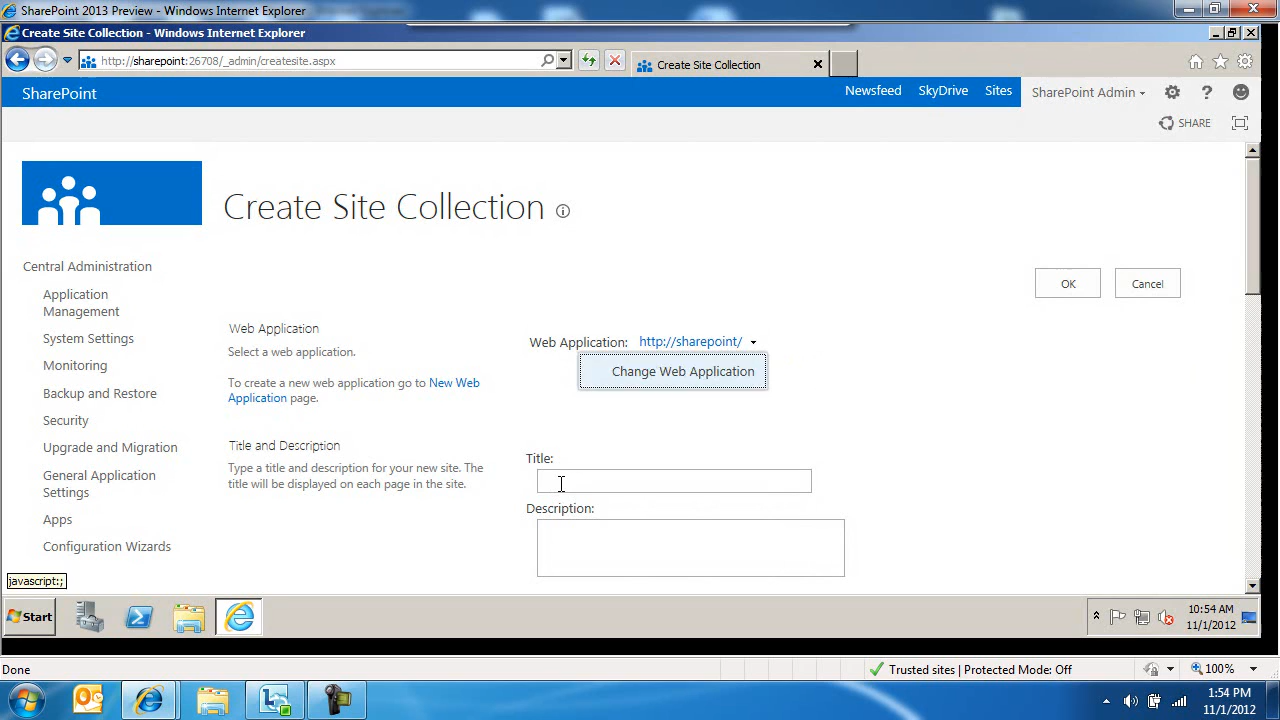 SharePoint 2013 Preview - Windows Internet Explorer
Create Site Collection - Windows Internet Explorer
http://sharepoint:26708/_admin/createsite.aspx
Create Site Collection
SharePoint
Newsfeed
SkyDrive
Sites
SharePoint Admin
SHARE
Create Site Collection
Central Administration
Application
Management
System Settings
Monitoring
Backup and Restore
Security
Upgrade and Migration
General Application
Settings
Apps
Configuration Wizards
OK
Cancel
Web Application
Select a web application.
To create a new web application go to New Web
Application page.
Web Application: http://sharepoint/
Change Web Application
Title and Description
Type a title and description for your new site. The
title will be displayed on each page in the site.
Title:
Description:
javascript:;
Start
10:54 AM
11/1/2012
Done
Trusted sites | Protected Mode: Off
100%
1:54 PM
11/1/2012